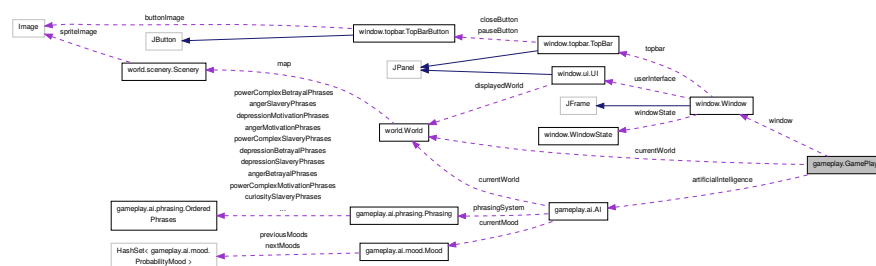 Image
buttonImage
spriteImage
JButton
window.topbar.TopBarButton
closeButton
pauseButton
window.topbar.TopBar
topbar
world.scenery.Scenery
map
JPanel
window.ui.UI
userInterface
displayedWorld
JFrame
window.Window
windowState
window.WindowState
window
world.World
currentWorld
gameplay.GamePlay
powerComplexBetrayalPhrases
angerSlaveryPhrases
depressionMotivationPhrases
angerMotivationPhrases
powerComplexSlaveryPhrases
depressionBetrayalPhrases
depressionSlaveryPhrases
angerBetrayalPhrases
powerComplexMotivationPhrases
curiositySlaveryPhrases
...
currentWorld
artificialIntelligence
gameplay.ai.phrasing.Ordered
Phrases
gameplay.ai.phrasing.Phrasing
phrasingSystem
currentMood
gameplay.ai.AI
previousMoods
nextMoods
HashSet< gameplay.ai.mood.
ProbabilityMood >
gameplay.ai.mood.Mood